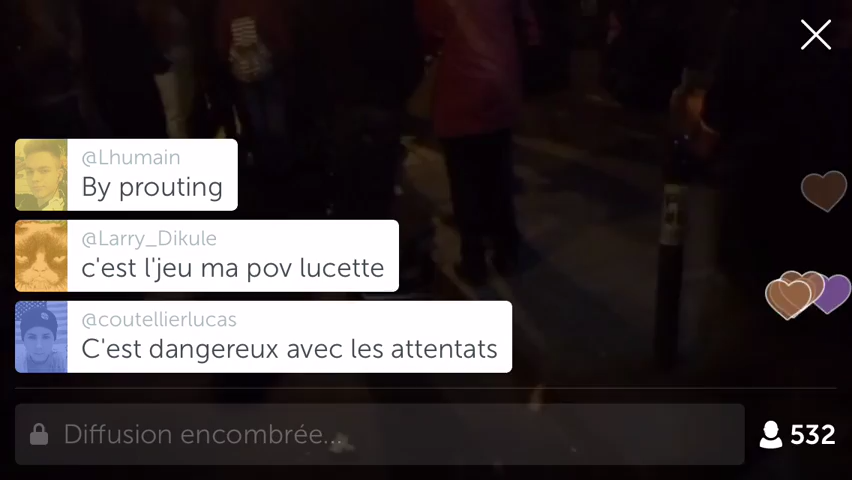 @Lhumain
By prouting
@Larry_Dikule
c'est l'jeu ma pov lucette
@coutellierlucas
C'est dangereux avec les attentats
Diffusion encombrée...
532